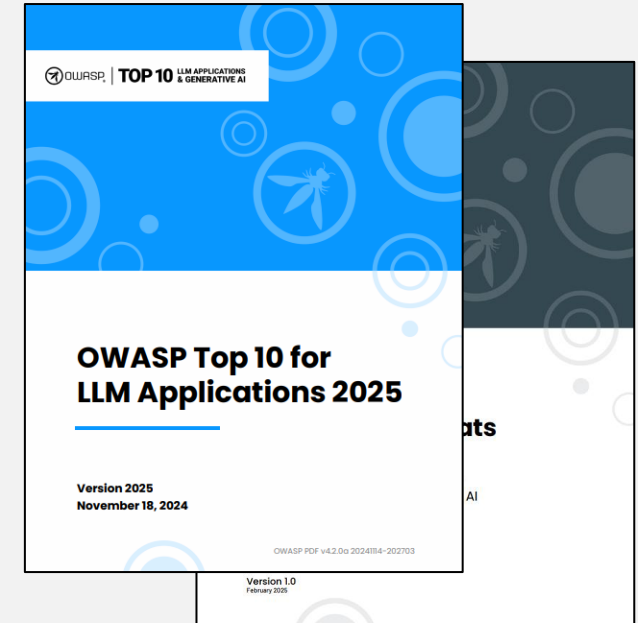 OWASP | TOP 10 LLM APPLICATIONS & GENERATIVE AI
OWASP Top 10 for
LLM Applications 2025
Version 2025
November 18, 2024
OWASP PDF v4.2.0a 20241114-202703
ats
AI
Version 1.0
February 2025